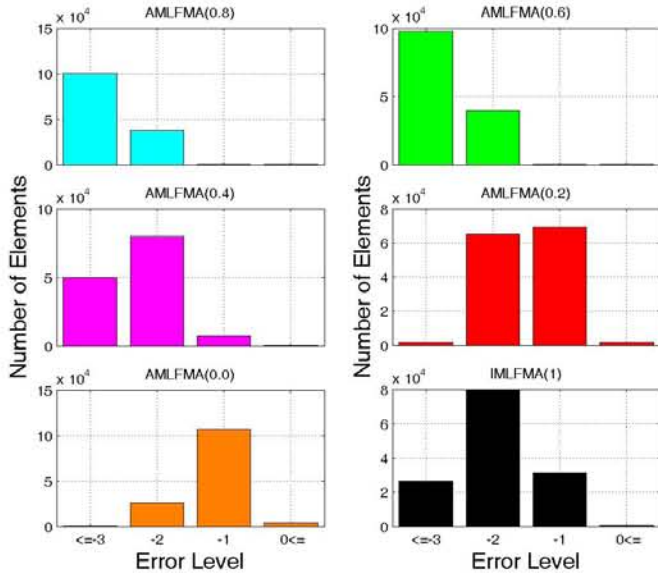 AMLFMA(0.8)
x 10^4
15
10
5
0
AMLFMA(0.6)
x 10^4
10
5
0
AMLFMA(0.4)
x 10^4
10
5
0
AMLFMA(0.2)
x 10^4
8
6
4
2
0
AMLFMA(0.0)
x 10^4
15
10
5
0
<=-3 -2 -1 0<=
IMLFMA(1)
x 10^4
8
6
4
2
0
<=-3 -2 -1 0<=
Number of Elements
Number of Elements
Error Level
Error Level